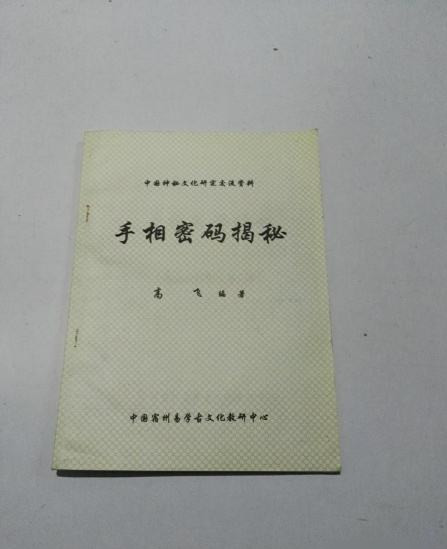 中国神秘文化研究交流资料
手相密码揭秘
高飞 编著
中国宿州易学古文化教研中心